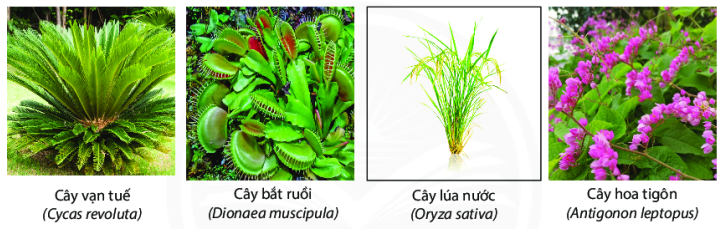 Cây vạn tuế
(Cycas revoluta)
Cây bắt ruồi
(Dionaea muscipula)
Cây lúa nước
(Oryza sativa)
Cây hoa tigôn
(Antigonon leptopus)